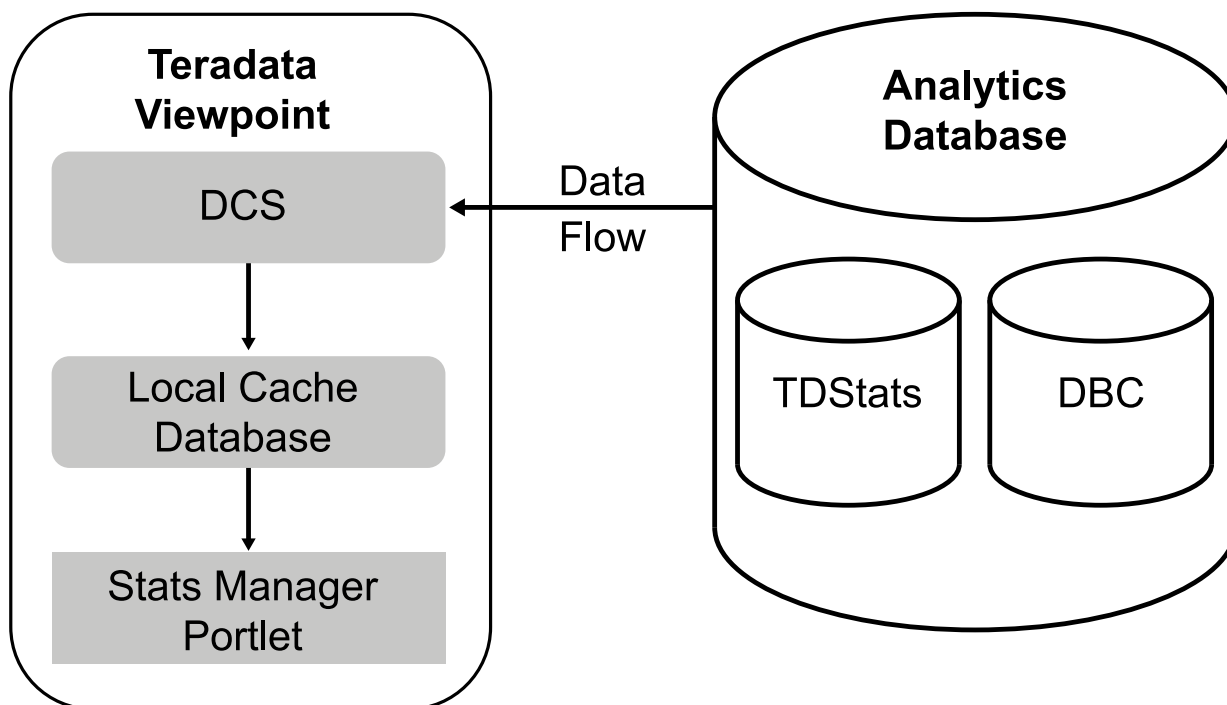 Teradata
Viewpoint
DCS
Local Cache
Database
Stats Manager
Portlet
Data
Flow
Analytics
Database
TDStats
DBC